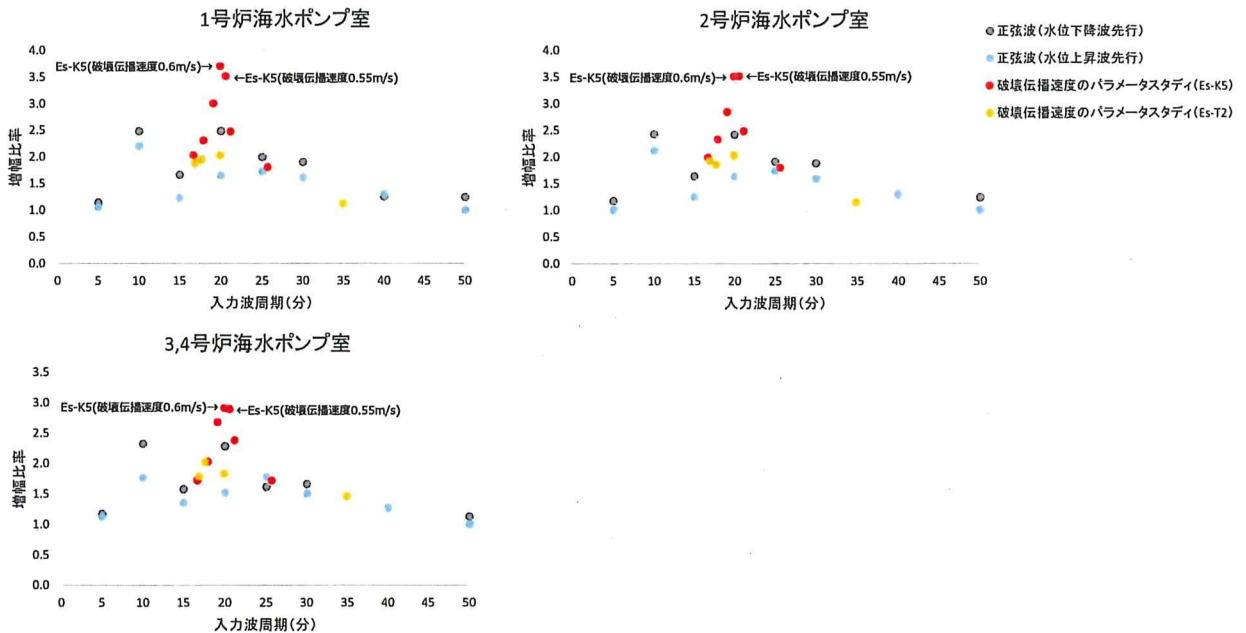 1号炉海水ポンプ室
Es-K5(破壊伝播速度0.6m/s)→
←Es-K5(破壊伝播速度0.55m/s)
増幅比率
4.0
3.5
3.0
2.5
2.0
1.5
1.0
0.5
0.0
0 5 10 15 20 25 30 35 40 45 50
入力波周期(分)
2号炉海水ポンプ室
Es-K5(破壊伝播速度0.6m/s)→
←Es-K5(破壊伝播速度0.55m/s)
増幅比率
4.0
3.5
3.0
2.5
2.0
1.5
1.0
0.5
0.0
0 5 10 15 20 25 30 35 40 45 50
入力波周期(分)
正弦波(水位下降波先行)
正弦波(水位上昇波先行)
破壊伝播速度のパラメータスタディ(Es-K5)
破壊伝播速度のパラメータスタディ(Es-T2)
3,4号炉海水ポンプ室
Es-K5(破壊伝播速度0.6m/s)→
←Es-K5(破壊伝播速度0.55m/s)
増幅比率
3.5
3.0
2.5
2.0
1.5
1.0
0.5
0.0
0 5 10 15 20 25 30 35 40 45 50
入力波周期(分)